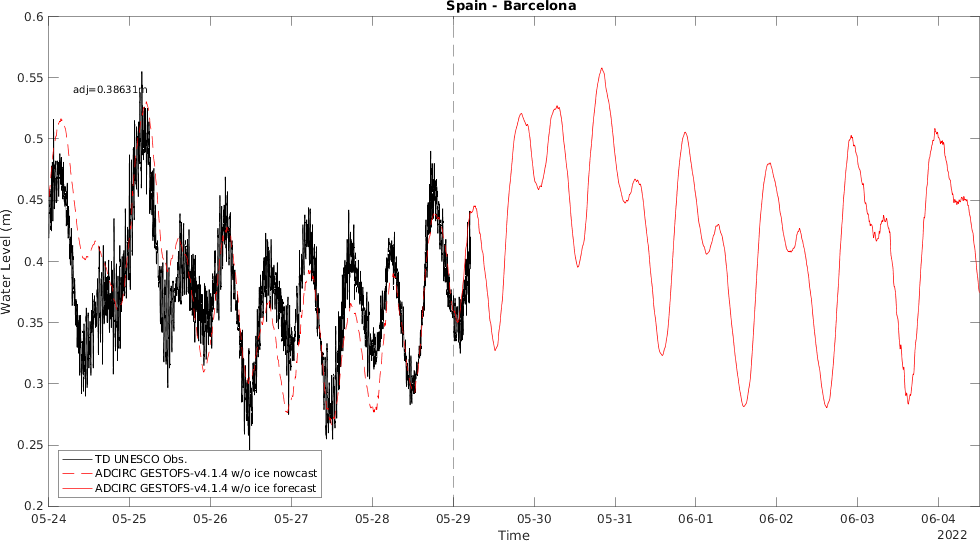 Spain - Barcelona
0.6
0.55
adj=0.38631m
0.5
0.45
0.4
0.35
0.3
0.25
0.2
Water Level (m)
TD UNESCO Obs.
ADCIRC GESTOFS-v4.1.4 w/o ice nowcast
ADCIRC GESTOFS-v4.1.4 w/o ice forecast
05-24 05-25 05-26 05-27 05-28 05-29 05-30 05-31 06-01 06-02 06-03 06-04
Time
2022